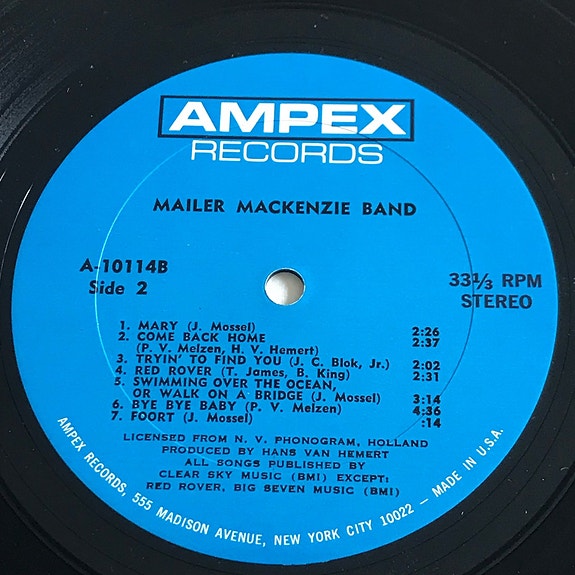 AMPEX
RECORDS
MAILER MACKENZIE BAND
A-10114B
Side 2
33⅓ RPM
STEREO
1. MARY (J. Mossel) 2:26
2. COME BACK HOME 2:37
(P. V. Melzen, H. V. Hemert)
3. TRYIN' TO FIND YOU (J. C. Blok, Jr.) 2:02
4. RED ROVER (T. James, B. King) 2:31
5. SWIMMING OVER THE OCEAN,
OR WALK ON A BRIDGE (J. Mossel) 3:14
6. BYE BYE BABY (P. V. Melzen) 4:36
7. FOORT (J. Mossel) :14
LICENSED FROM N. V. PHONOGRAM, HOLLAND
PRODUCED BY HANS VAN HEMERT
ALL SONGS PUBLISHED BY
CLEAR SKY MUSIC (BMI) EXCEPT:
RED ROVER, BIG SEVEN MUSIC (BMI)
AMPEX RECORDS, 555 MADISON AVENUE, NEW YORK CITY 10022 — MADE IN U.S.A.